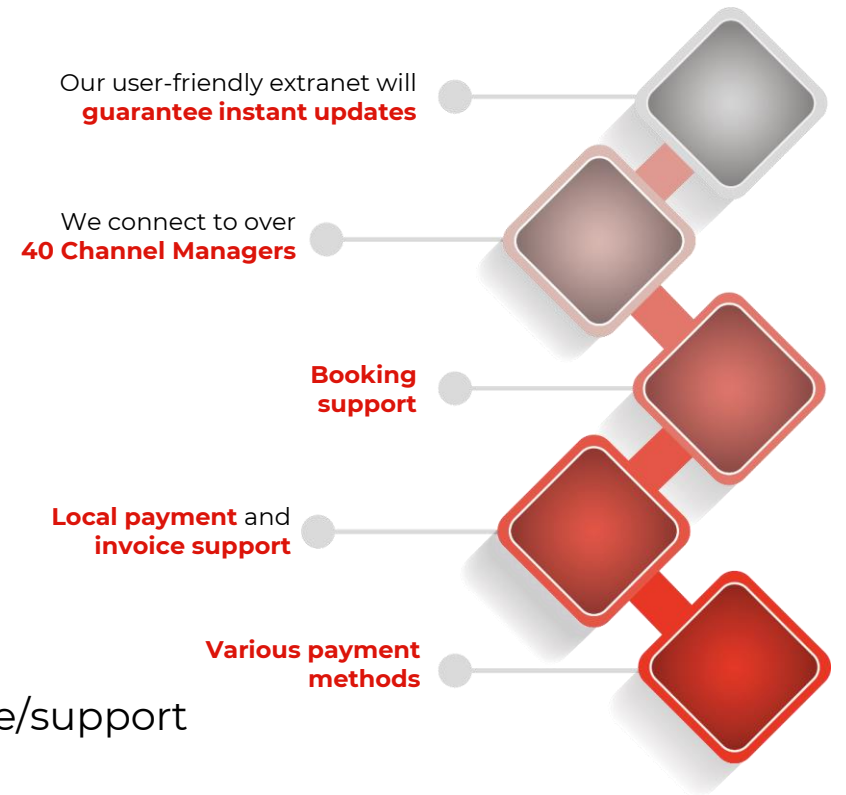 Our user-friendly extranet will
guarantee instant updates
We connect to over
40 Channel Managers
Booking
support
Local payment and
invoice support
Various payment
methods
e/support